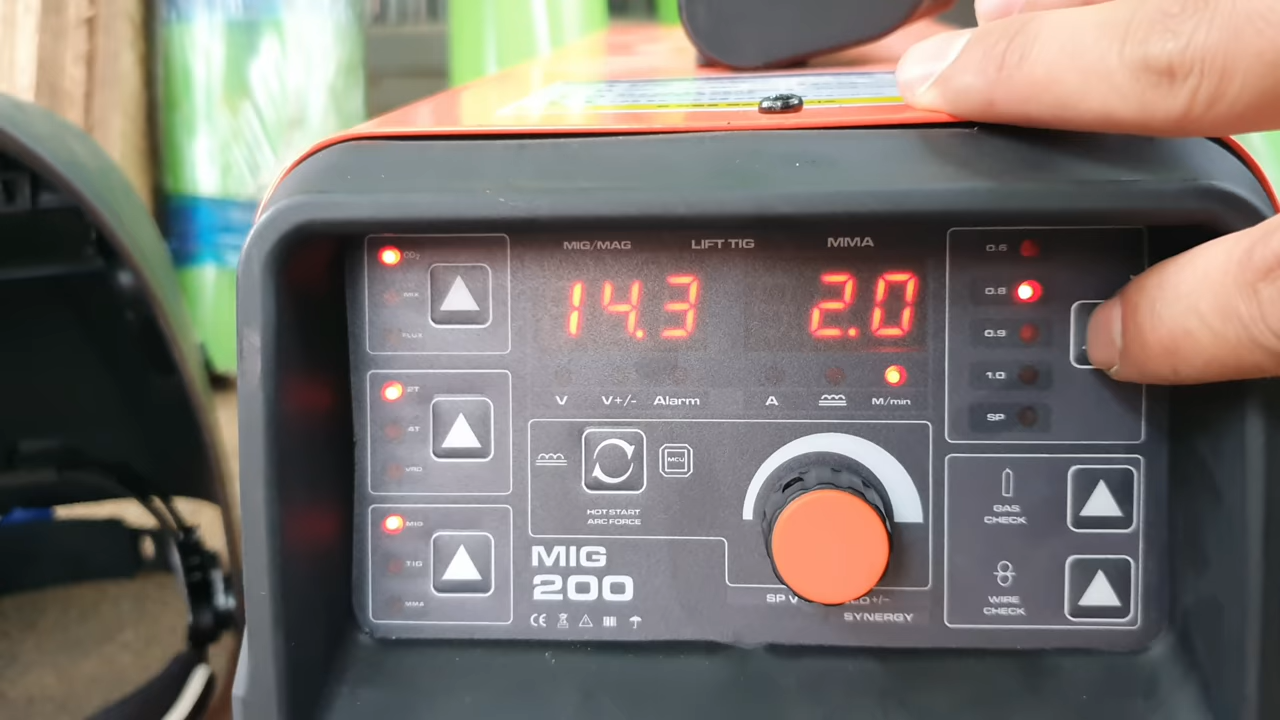 MIG/MAG LIFT TIG MMA
CO₂
MIX
FLUX
14.3 2.0
0.6
0.8
0.9
1.0
SP
2T
4T
VRD
V V+/- Alarm A M/min
MCU
HOT START
ARC FORCE
GAS
CHECK
MIG
TIG
MMA
MIG
200
WIRE
CHECK
SP V
+/-
SYNERGY
CE